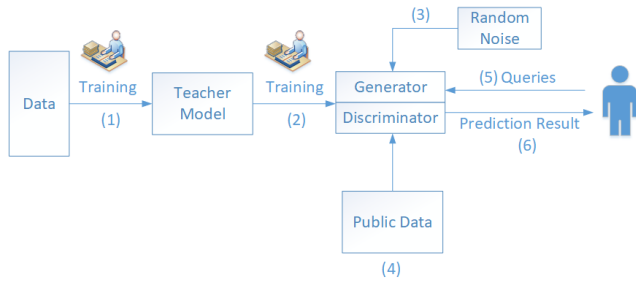 (3)
Random
Noise
Data
Training
(1)
Teacher
Model
Training
(2)
Generator
Discriminator
(5) Queries
Prediction Result
(6)
Public Data
(4)